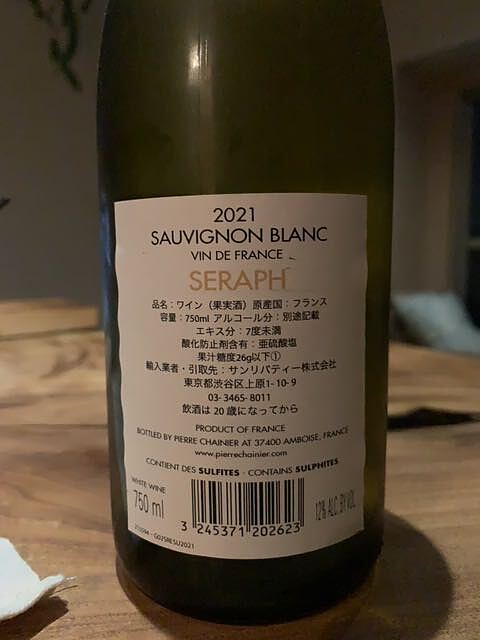 2021
SAUVIGNON BLANC
VIN DE FRANCE
SERAPH
品名：ワイン（果実酒）原産国：フランス
容量：750ml アルコール分：別途記載
エキス分：7度未満
酸化防止剤含有：亜硫酸塩
果汁糖度26g以下①
輸入業者・引取先：サンリバティー株式会社
東京都渋谷区上原1-10-9
03-3465-8011
飲酒は20歳になってから
PRODUCT OF FRANCE
BOTTLED BY PIERRE CHAINIER AT 37400 AMBOISE, FRANCE
www.pierrechainier.com
CONTIENT DES SULFITES · CONTAINS SULPHITES
WHITE WINE
750 ml
12% ALC.BY VOL
3 245371 202623